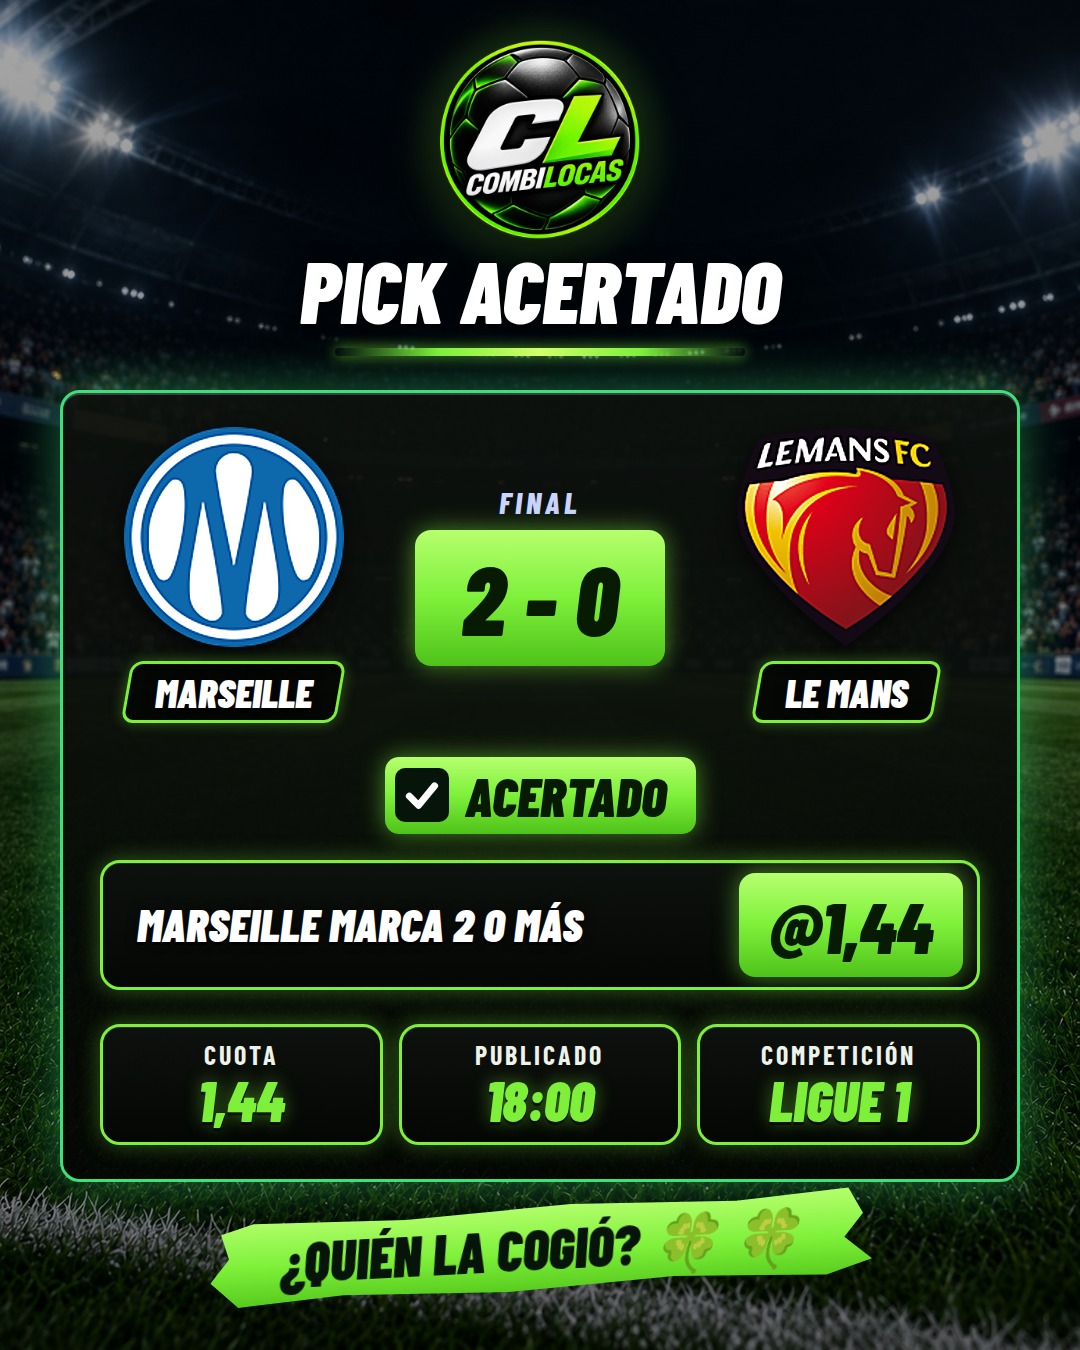 CL
COMBILOCAS
PICK ACERTADO
LEMANS FC
FINAL
2 - 0
MARSEILLE
LE MANS
ACERTADO
MARSEILLE MARCA 2 O MÁS
@1,44
CUOTA
1,44
PUBLICADO
18:00
COMPETICIÓN
LIGUE 1
¿QUIÉN LA COGIÓ? 🍀 🍀